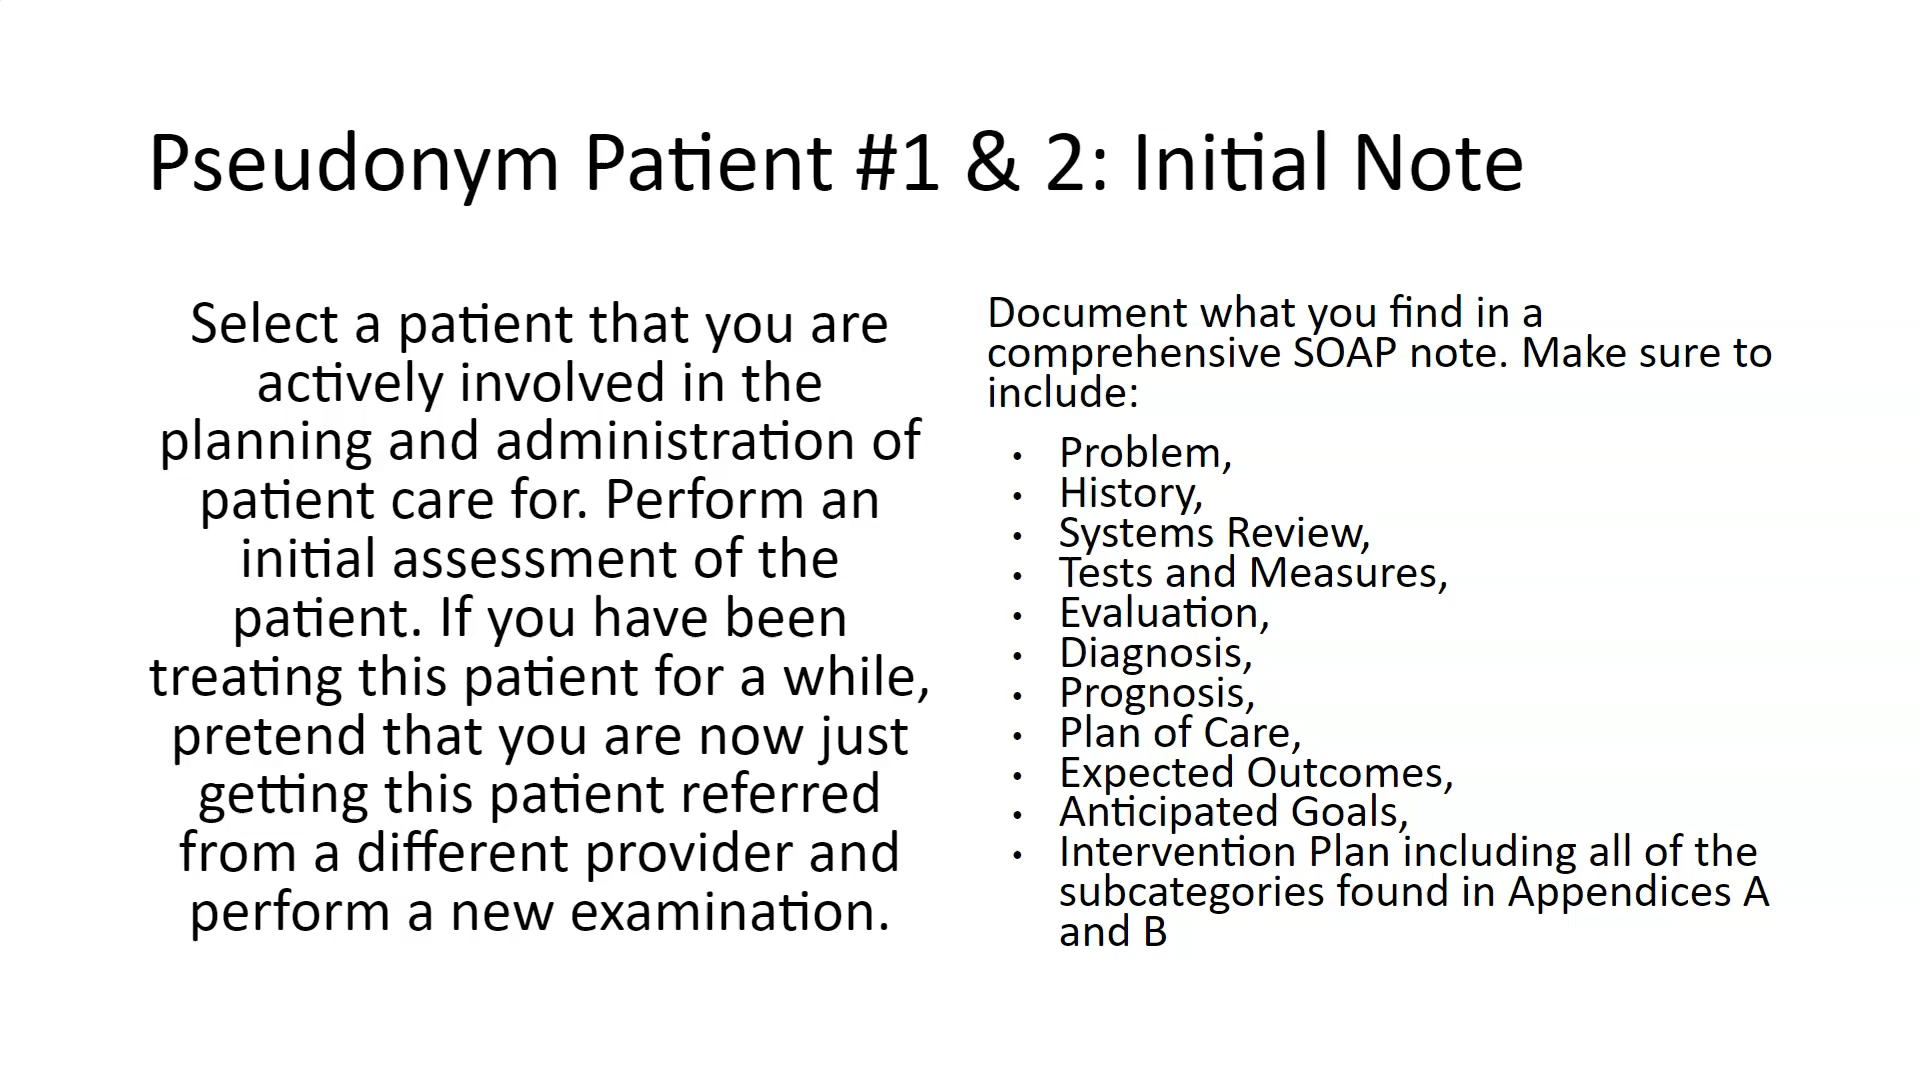 Pseudonym Patient #1 & 2: Initial Note
Select a patient that you are
actively involved in the
planning and administration of
patient care for. Perform an
initial assessment of the
patient. If you have been
treating this patient for a while,
pretend that you are now just
getting this patient referred
from a different provider and
perform a new examination.
Document what you find in a
comprehensive SOAP note. Make sure to
include:
• Problem,
• History,
• Systems Review,
• Tests and Measures,
• Evaluation,
• Diagnosis,
• Prognosis,
• Plan of Care,
• Expected Outcomes,
• Anticipated Goals,
• Intervention Plan including all of the
subcategories found in Appendices A
and B